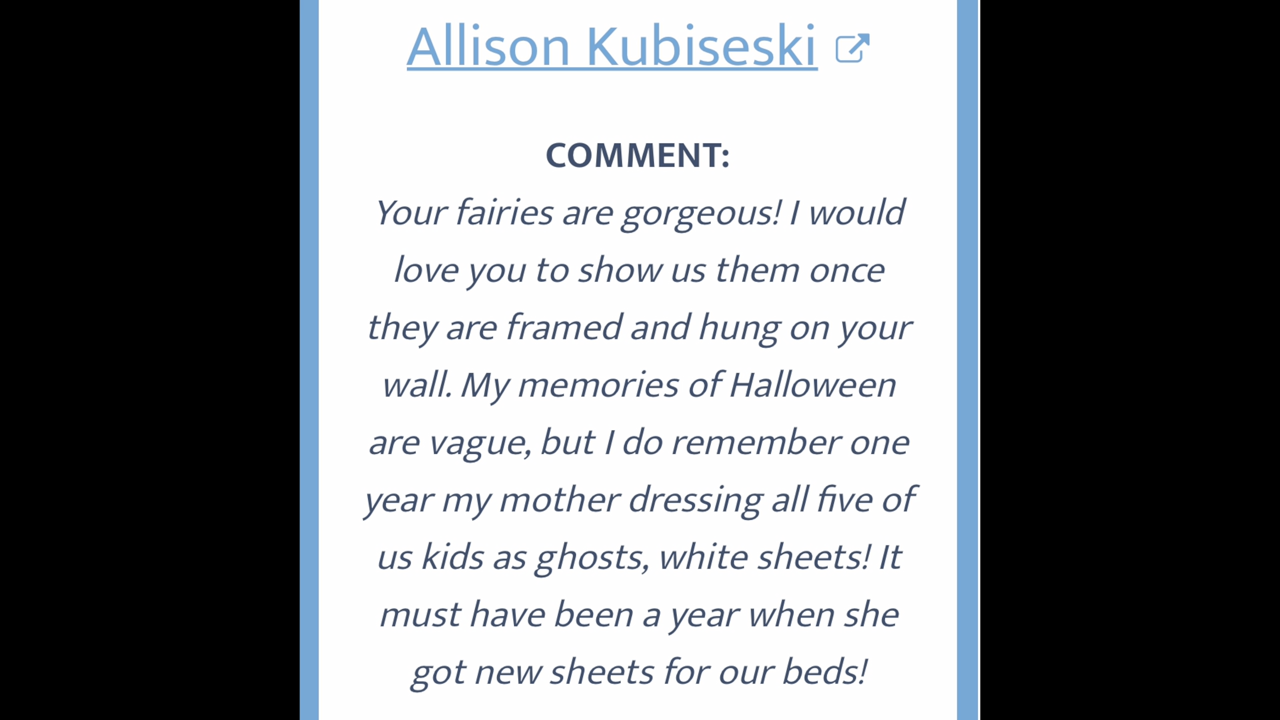 Allison Kubiseski
COMMENT:
Your fairies are gorgeous! I would
love you to show us them once
they are framed and hung on your
wall. My memories of Halloween
are vague, but I do remember one
year my mother dressing all five of
us kids as ghosts, white sheets! It
must have been a year when she
got new sheets for our beds!